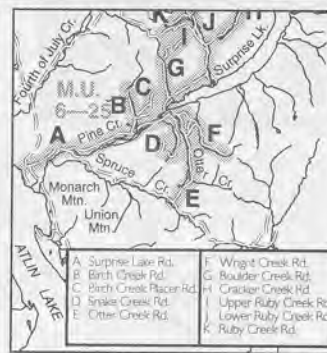 K
J
H
I
Fourth of July Cr.
Surprise Lk.
G
M.U.
6—25
C
B
A
Pine Cr.
D
F
Otter Cr.
Spruce Cr.
E
Monarch
Mtn.
Union
Mtn.
ATLIN LAKE
A Surprise Lake Rd.
B Birch Creek Rd.
C Birch Creek Placer Rd.
D Snake Creek Rd.
E Otter Creek Rd.
F Wright Creek Rd.
G Boulder Creek Rd.
H Cracker Creek Rd.
I Upper Ruby Creek Rd.
J Lower Ruby Creek Rd.
K Ruby Creek Rd.